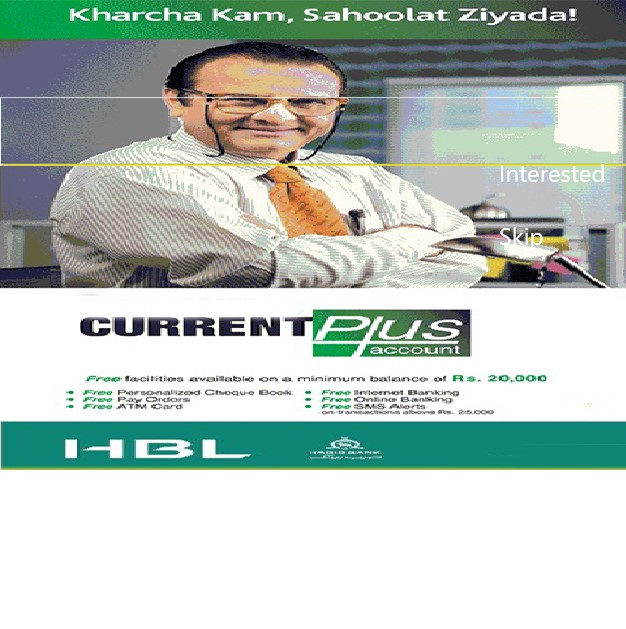 Kharcha Kam, Sahoolat Ziyada!
Interested
Skip
CURRENT Plus
account
Free facilities available on a minimum balance of Rs. 20,000
• Free Personalized Cheque Book
• Free Pay Orders
• Free ATM Card
• Free Internet Banking
• Free Online Banking
• Free SMS Alerts
on transactions above Rs. 25,000
HBL
HABIB BANK